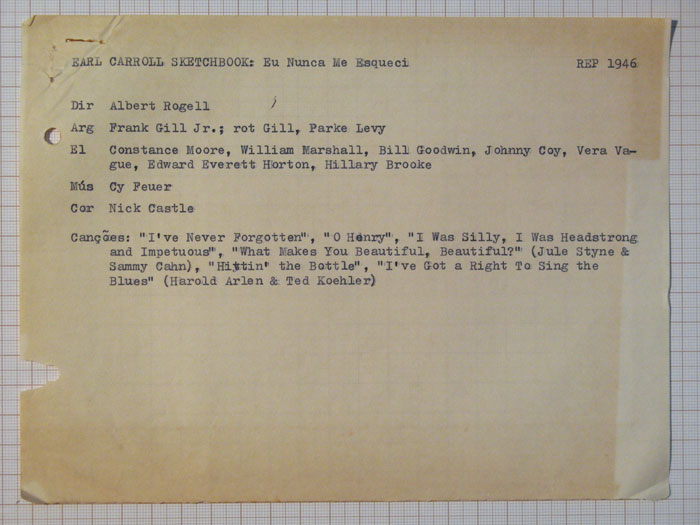 EARL CARROLL SKETCHBOOK: Eu Nunca Me Esqueci REP 1946
Dir Albert Rogell
Arg Frank Gill Jr.; rot Gill, Parke Levy
El Constance Moore, William Marshall, Bill Goodwin, Johnny Coy, Vera Va-
gue, Edward Everett Horton, Hillary Brooke
Mús Cy Feuer
Cor Nick Castle
Canções: "I've Never Forgotten", "O Henry", "I Was Silly, I Was Headstrong
and Impetuous", "What Makes You Beautiful, Beautiful?" (Jule Styne &
Sammy Cahn), "Hittin' the Bottle", "I've Got a Right To Sing the
Blues" (Harold Arlen & Ted Koehler)